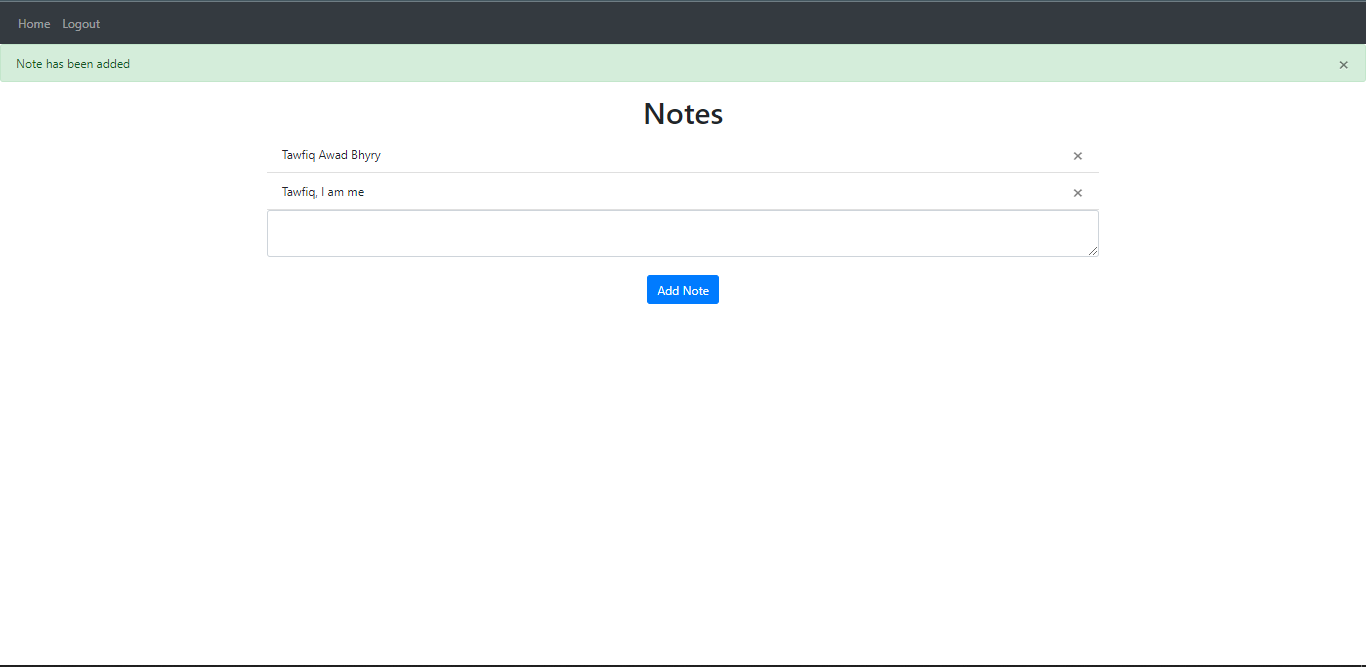 Home Logout
Note has been added ×
Notes
Tawfiq Awad Bhyry ×
Tawfiq, I am me ×
Add Note